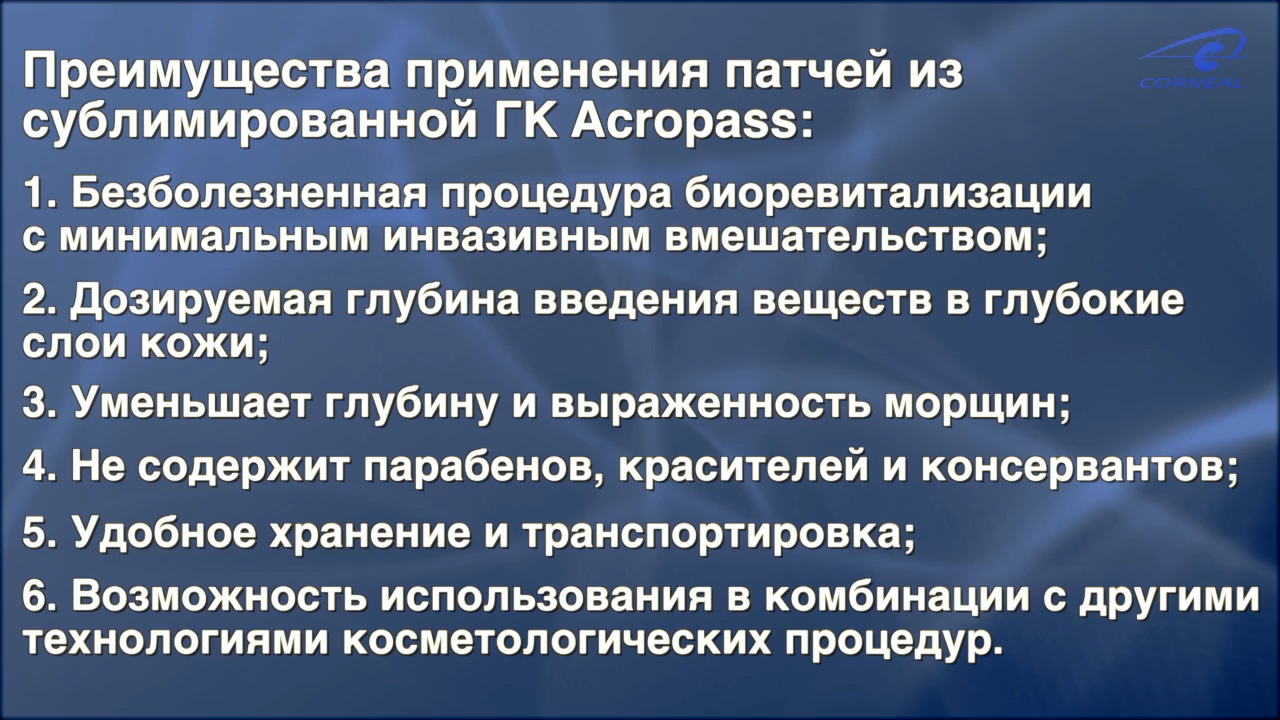 Преимущества применения патчей из
сублимированной ГК Acropass:
CORNEAL
1. Безболезненная процедура биоревитализации
с минимальным инвазивным вмешательством;
2. Дозируемая глубина введения веществ в глубокие
слои кожи;
3. Уменьшает глубину и выраженность морщин;
4. Не содержит парабенов, красителей и консервантов;
5. Удобное хранение и транспортировка;
6. Возможность использования в комбинации с другими
технологиями косметологических процедур.